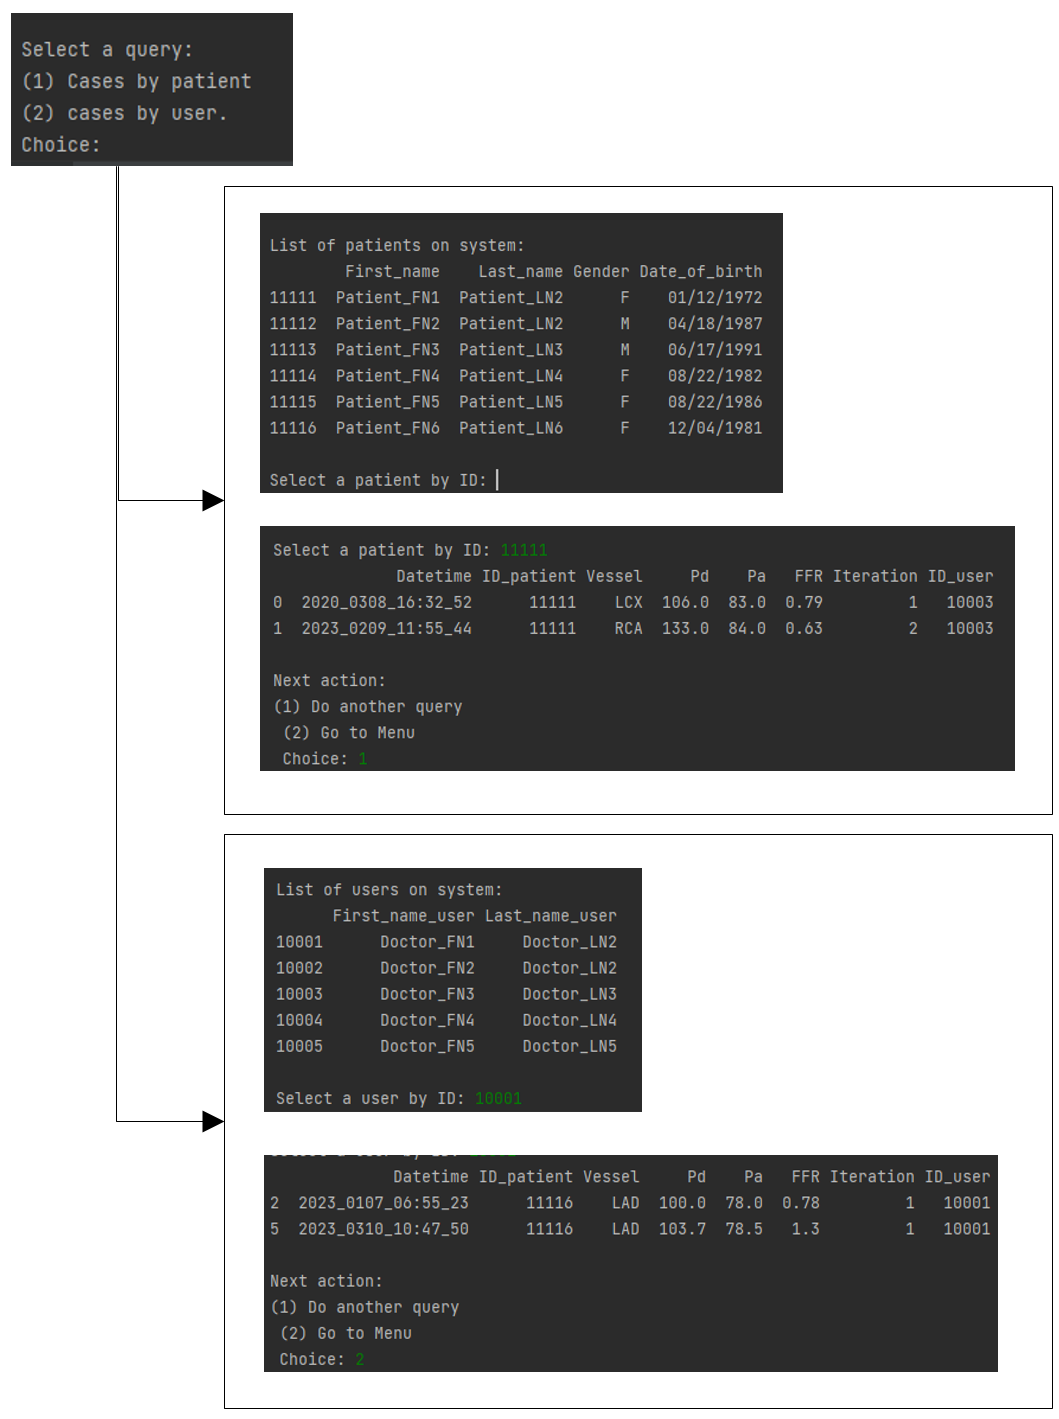 Select a query:
(1) Cases by patient
(2) cases by user.
Choice:
List of patients on system:
First_name Last_name Gender Date_of_birth
11111 Patient_FN1 Patient_LN2 F 01/12/1972
11112 Patient_FN2 Patient_LN2 M 04/18/1987
11113 Patient_FN3 Patient_LN3 M 06/17/1991
11114 Patient_FN4 Patient_LN4 F 08/22/1982
11115 Patient_FN5 Patient_LN5 F 08/22/1986
11116 Patient_FN6 Patient_LN6 F 12/04/1981
Select a patient by ID:
Select a patient by ID: 11111
Datetime ID_patient Vessel Pd Pa FFR Iteration ID_user
0 2020_0308_16:32_52 11111 LCX 106.0 83.0 0.79 1 10003
1 2023_0209_11:55_44 11111 RCA 133.0 84.0 0.63 2 10003
Next action:
(1) Do another query
(2) Go to Menu
Choice: 1
List of users on system:
First_name_user Last_name_user
10001 Doctor_FN1 Doctor_LN2
10002 Doctor_FN2 Doctor_LN2
10003 Doctor_FN3 Doctor_LN3
10004 Doctor_FN4 Doctor_LN4
10005 Doctor_FN5 Doctor_LN5
Select a user by ID: 10001
Datetime ID_patient Vessel Pd Pa FFR Iteration ID_user
2 2023_0107_06:55_23 11116 LAD 100.0 78.0 0.78 1 10001
5 2023_0310_10:47_50 11116 LAD 103.7 78.5 1.3 1 10001
Next action:
(1) Do another query
(2) Go to Menu
Choice: 2